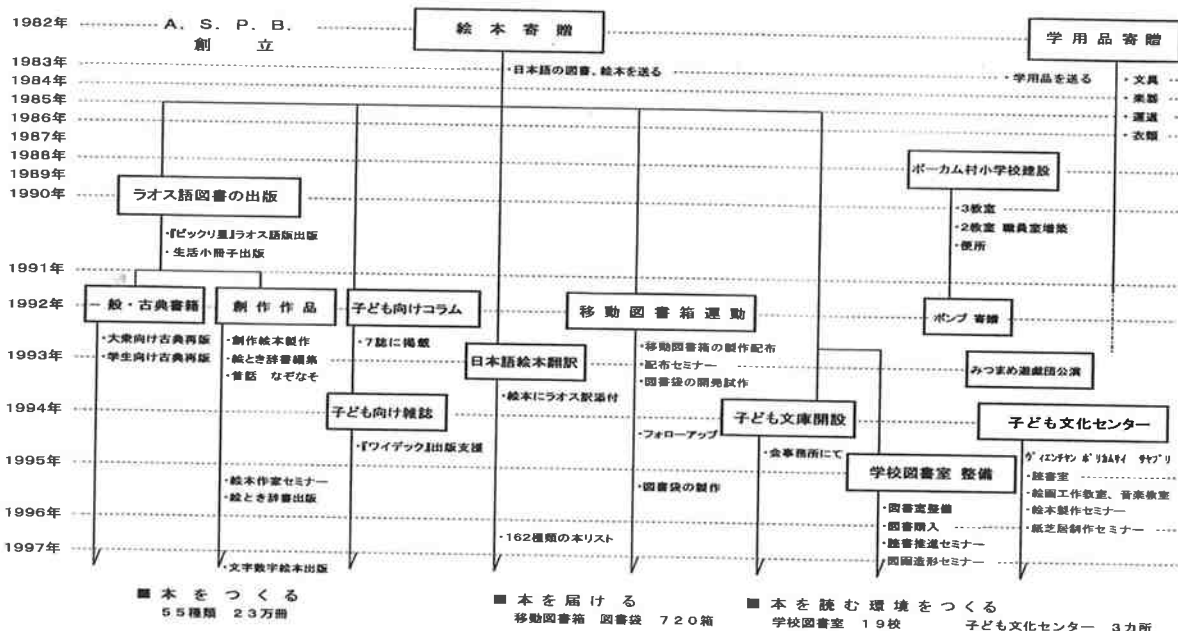 1982年
A. S. P. B.
創 立
絵 本 寄 贈
学 用 品 寄 贈
1983年
・日本語の図書、絵本を送る
・学用品を送る
・文具
1984年
・楽器
1985年
・運道
1986年
・衣類
1987年
1988年
1989年
ポーカム村小学校建設
1990年
ラオス語図書の出版
・3教室
・2教室 職員室増築
・便所
・『ビックリ星』ラオス語版出版
・生活小冊子出版
1991年
1992年
一般・古典書籍
創 作 作 品
子ども向けコラム
移 動 図 書 箱 運 動
ポンプ 寄贈
・大衆向け古典再版
・学生向け古典再版
・創作絵本製作
・絵とき辞書編集
・昔話 なぞなそ
・7誌に掲載
・移動図書箱の製作配布
・配布セミナー
・図書袋の開発試作
1993年
日本語絵本翻訳
みつまめ遊戯団公演
・絵本にラオス訳添付
1994年
子ども向け雑誌
子ども文庫開設
子ども文化センター
・『ワイデック』出版支援
・フォローアップ
・会事務所にて
ヴィエンチャン ボリカムサイ サヤブリ
1995年
学校図書室 整備
・読書室
・絵画工作教室、音楽教室
・絵本製作セミナー
・紙芝居制作セミナー
・絵本作家セミナー
・絵とき辞書出版
・図書袋の製作
1996年
・図書室整備
・図書購入
・読書推進セミナー
・図画造形セミナー
1997年
・162種類の本リスト
・文字数字絵本出版
■ 本 を つ く る
55種類 23万冊
■ 本 を 届 け る
移動図書箱 図書袋 720箱
■ 本 を 読 む 環 境 を つ く る
学校図書室 19校 子ども文化センター 3カ所